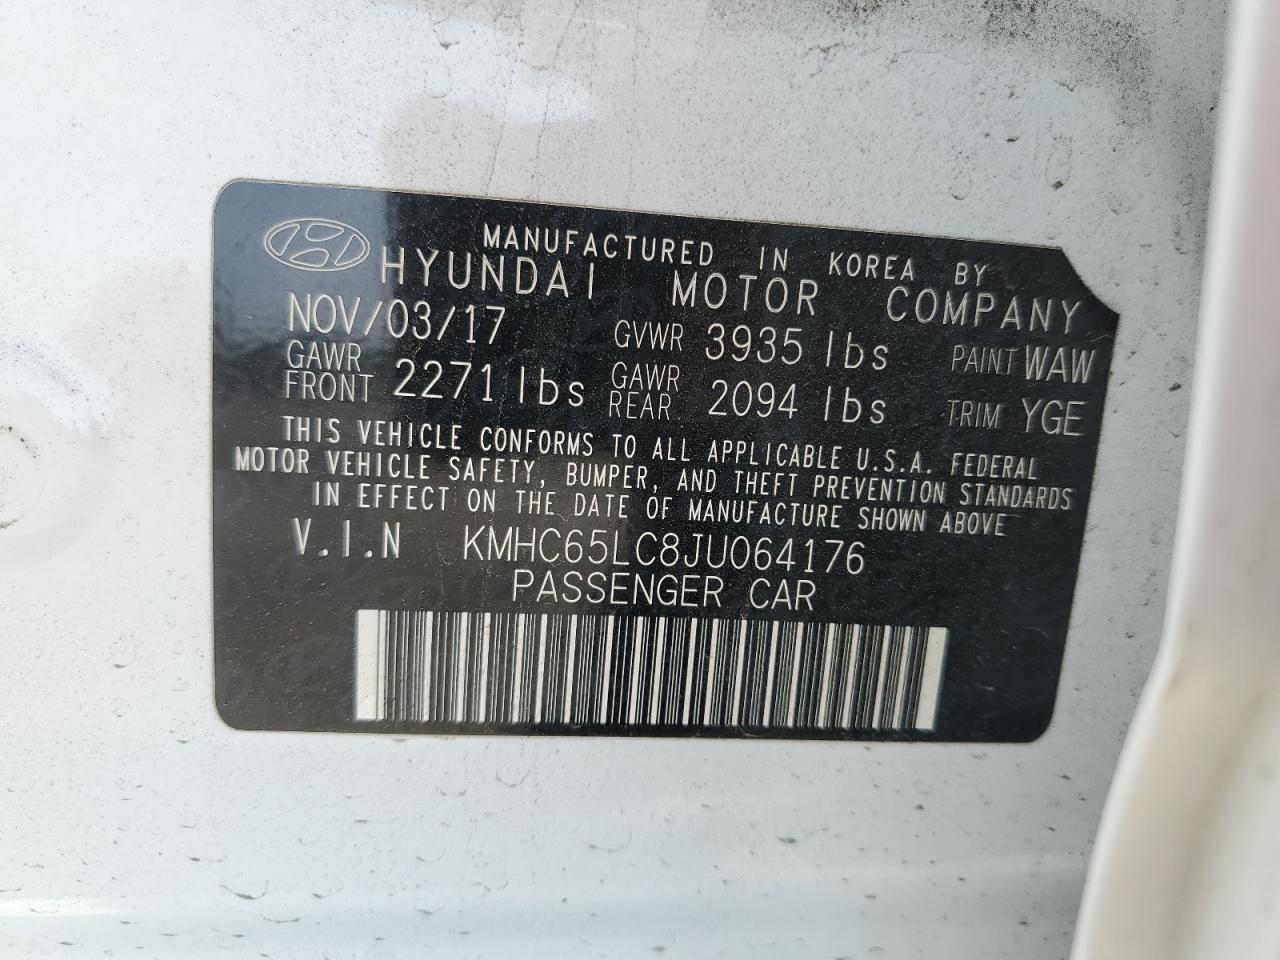 MANUFACTURED IN KOREA BY
HYUNDAI MOTOR COMPANY
NOV/03/17 GVWR 3935 lbs PAINT WAW
GAWR FRONT 2271 lbs GAWR REAR 2094 lbs TRIM YGE
THIS VEHICLE CONFORMS TO ALL APPLICABLE U.S.A. FEDERAL
MOTOR VEHICLE SAFETY, BUMPER, AND THEFT PREVENTION STANDARDS
IN EFFECT ON THE DATE OF MANUFACTURE SHOWN ABOVE
V.I.N KMHC65LC8JU064176
PASSENGER CAR